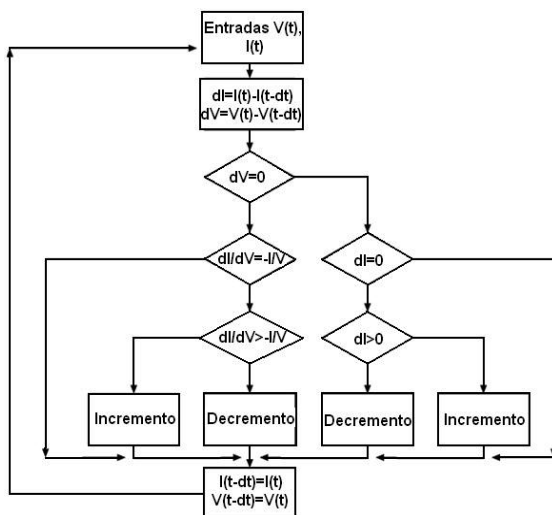 Entradas V(t),
I(t)
dI=I(t)-I(t-dt)
dV=V(t)-V(t-dt)
dV=0
dI/dV=-I/V
dI=0
dI/dV>-I/V
dI>0
Incremento
Decremento
Decremento
Incremento
I(t-dt)=I(t)
V(t-dt)=V(t)